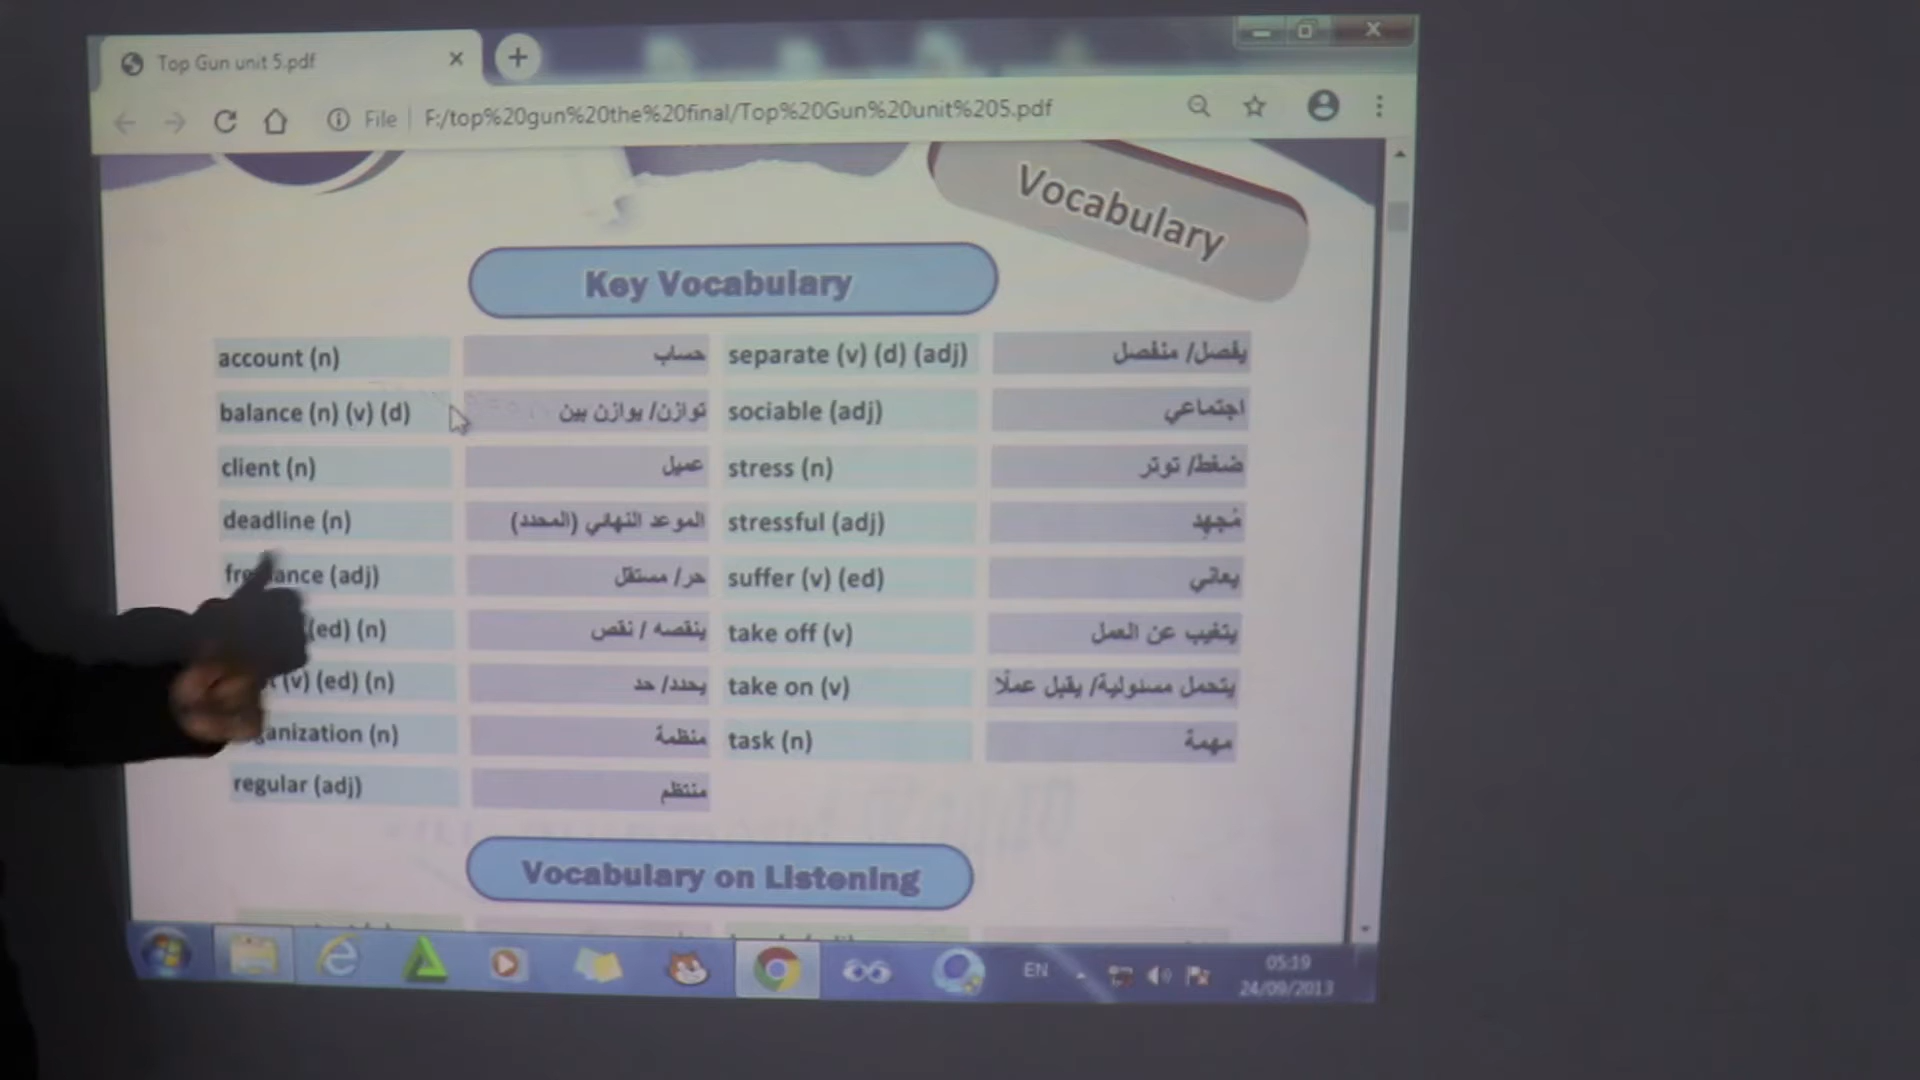 Top Gun unit 5.pdf
File F:/top%20gun%20the%20final/Top%20Gun%20unit%205.pdf
Vocabulary
Key Vocabulary
account (n) حساب separate (v) (d) (adj) يفصل/ منفصل
balance (n) (v) (d) توازن/ يوازن بين sociable (adj) اجتماعي
client (n) عميل stress (n) ضغط/ توتر
deadline (n) الموعد النهائي (المحدد) stressful (adj) مُجهِد
(adj) حر/ مستقل suffer (v) (ed) يعاني
(ed) (n) ينقصه / نقص take off (v) يتغيب عن العمل
(v) (ed) (n) يحدد/ حد take on (v) يتحمل مسئولية/ يقبل عملًا
منظمة task (n) مهمة
regular (adj) منتظم
Vocabulary on Listening
EN 05:19
24/09/2013